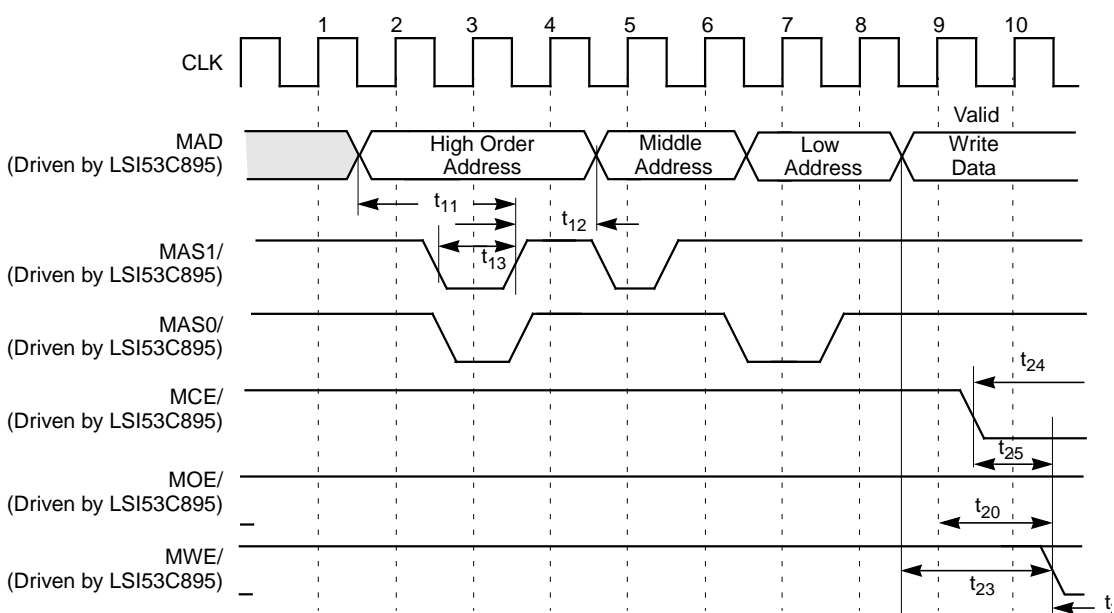 1 2 3 4 5 6 7 8 9 10
CLK
Valid
MAD
(Driven by LSI53C895)
High Order
Address
Middle
Address
Low
Address
Write
Data
t11
t12
t13
MAS1/
(Driven by LSI53C895)
MAS0/
(Driven by LSI53C895)
t24
MCE/
(Driven by LSI53C895)
t25
MOE/
(Driven by LSI53C895)
t20
MWE/
(Driven by LSI53C895)
t23